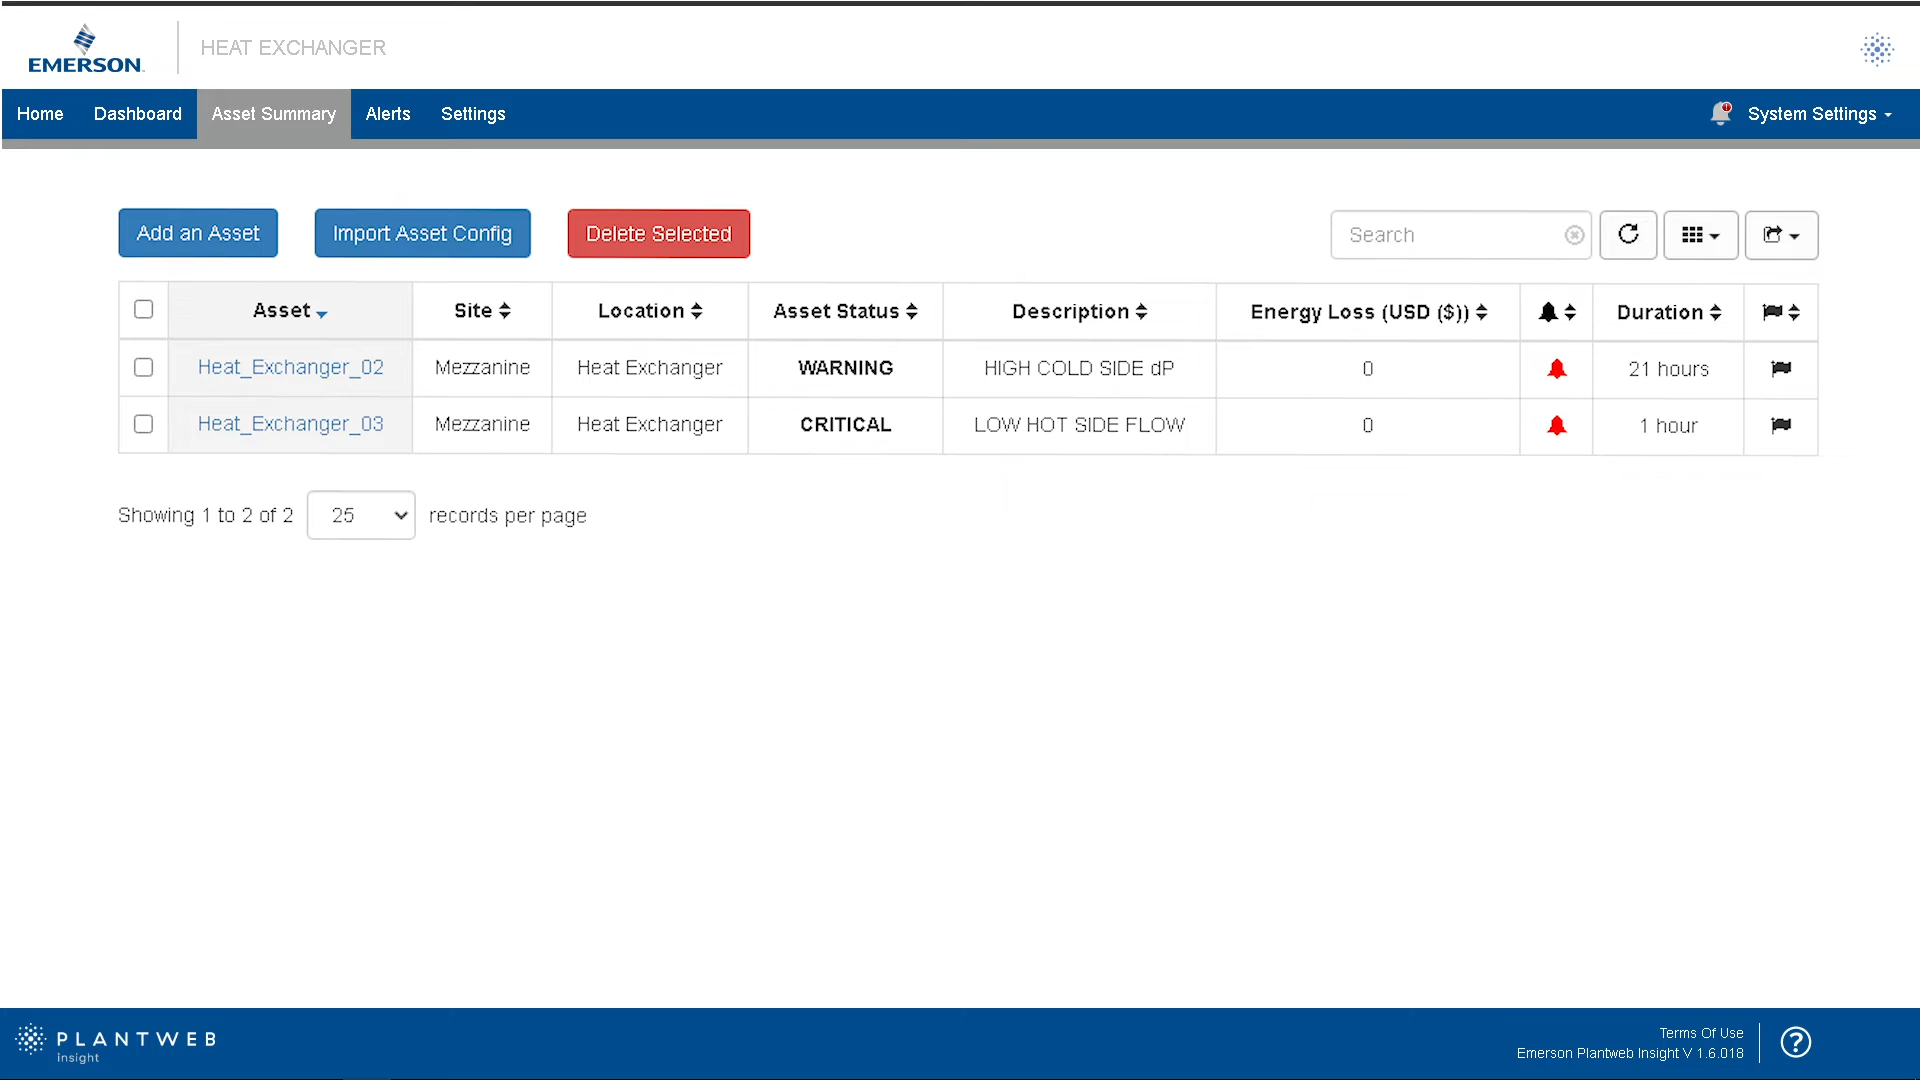 EMERSON
HEAT EXCHANGER
Home Dashboard Asset Summary Alerts Settings System Settings
Add an Asset Import Asset Config Delete Selected Search
Asset Site Location Asset Status Description Energy Loss (USD ($)) Duration
Heat_Exchanger_02 Mezzanine Heat Exchanger WARNING HIGH COLD SIDE dP 0 21 hours
Heat_Exchanger_03 Mezzanine Heat Exchanger CRITICAL LOW HOT SIDE FLOW 0 1 hour
Showing 1 to 2 of 2 25 records per page
PLANTWEB
insight
Terms Of Use
Emerson Plantweb Insight V 1.6.018